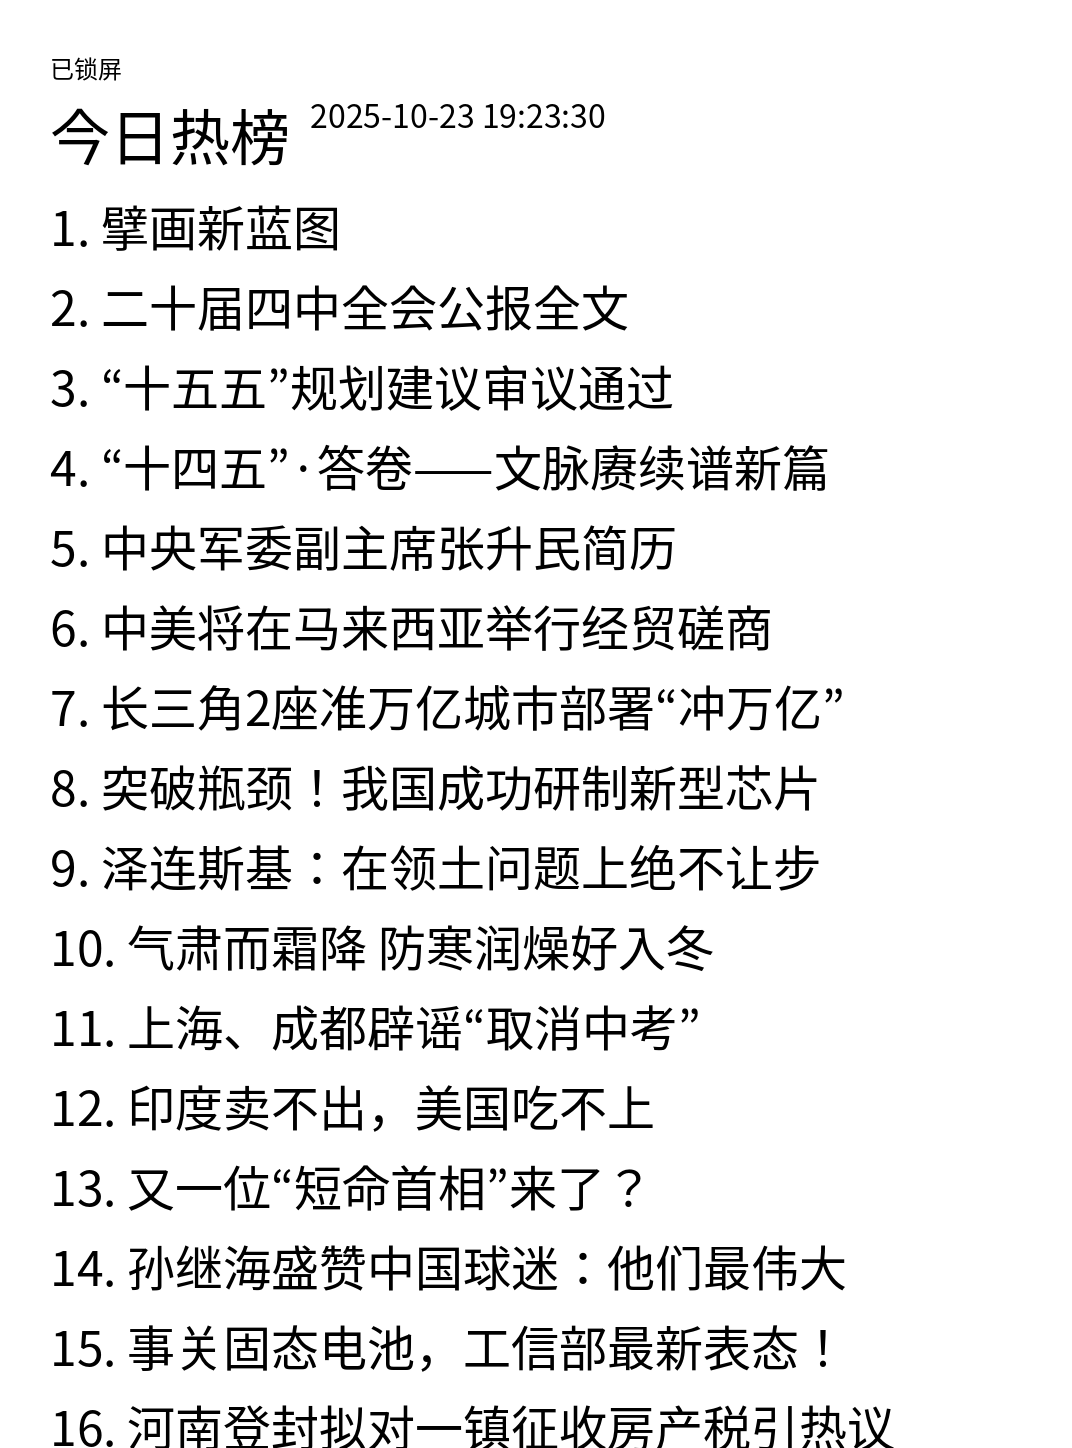 已锁屏
今日热榜 2025-10-23 19:23:30
1. 擘画新蓝图
2. 二十届四中全会公报全文
3. “十五五”规划建议审议通过
4. “十四五”·答卷——文脉赓续谱新篇
5. 中央军委副主席张升民简历
6. 中美将在马来西亚举行经贸磋商
7. 长三角2座准万亿城市部署“冲万亿”
8. 突破瓶颈！我国成功研制新型芯片
9. 泽连斯基：在领土问题上绝不让步
10. 气肃而霜降 防寒润燥好入冬
11. 上海、成都辟谣“取消中考”
12. 印度卖不出，美国吃不上
13. 又一位“短命首相”来了？
14. 孙继海盛赞中国球迷：他们最伟大
15. 事关固态电池，工信部最新表态！
16. 河南登封拟对一镇征收房产税引热议